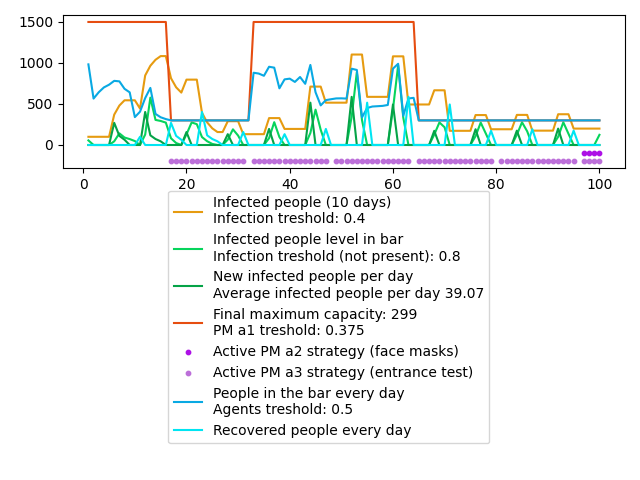 1500
1000
500
0
0 20 40 60 80 100
Infected people (10 days)
Infection treshold: 0.4
Infected people level in bar
Infection treshold (not present): 0.8
New infected people per day
Average infected people per day 39.07
Final maximum capacity: 299
PM a1 treshold: 0.375
Active PM a2 strategy (face masks)
Active PM a3 strategy (entrance test)
People in the bar every day
Agents treshold: 0.5
Recovered people every day